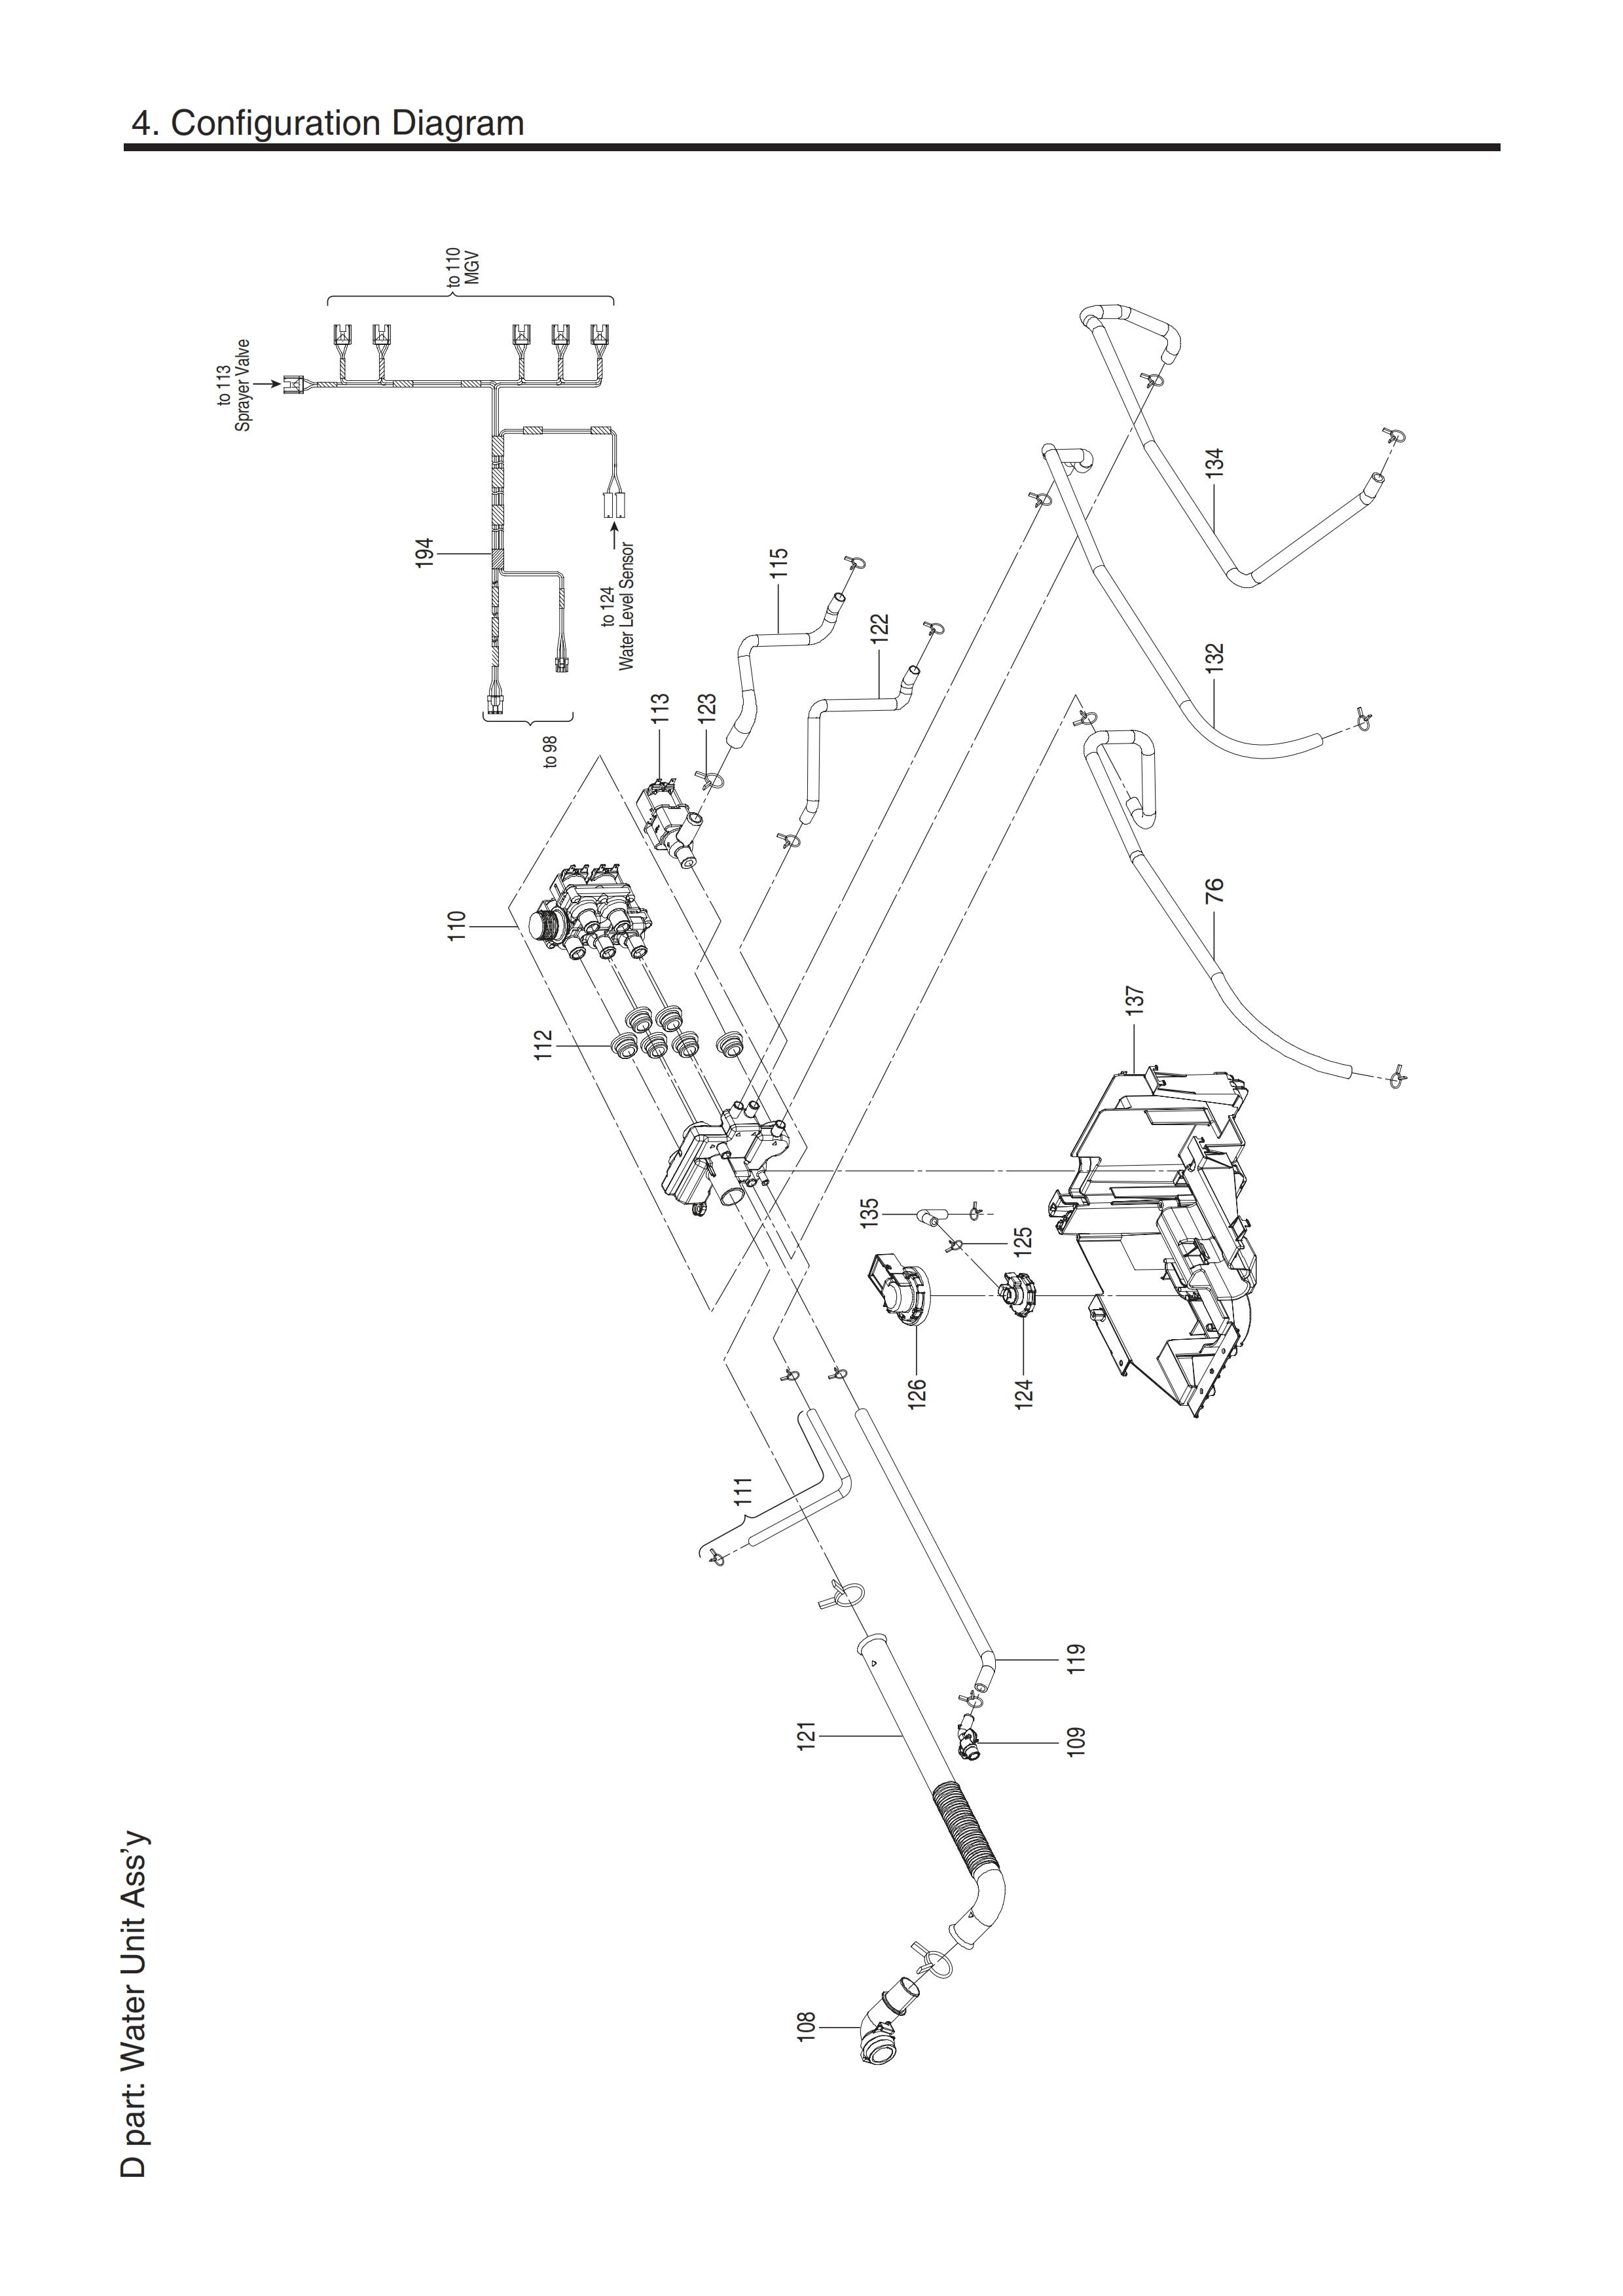 4. Configuration Diagram
D part: Water Unit Ass'y
to 113
Sprayer Valve
to 110
MGV
194
to 124
Water Level Sensor
to 98
115
122
113
123
110
112
134
132
76
137
135
125
126
124
111
121
119
109
108